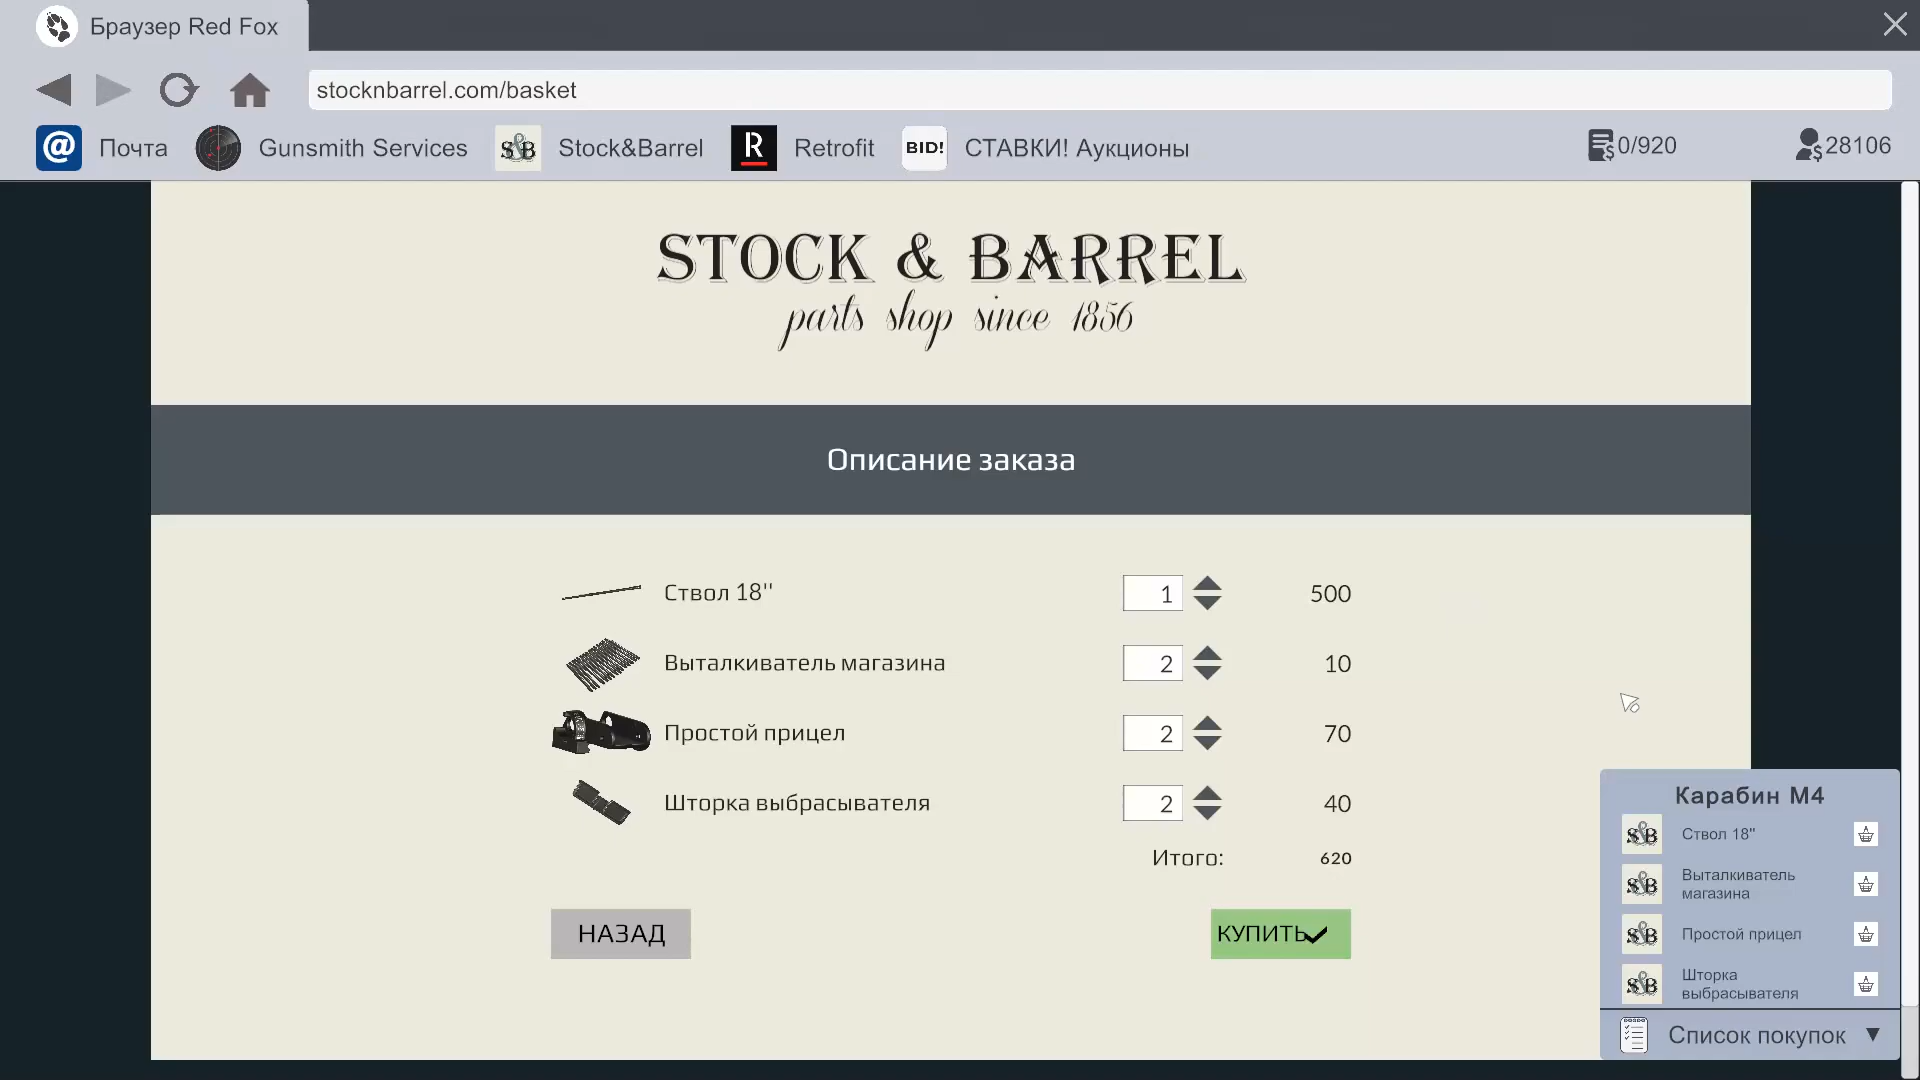 Браузер Red Fox
stocknbarrel.com/basket
@ Почта Gunsmith Services S&B Stock&Barrel R Retrofit BID! СТАВКИ! Аукционы 0/920 28106
STOCK & BARREL
parts shop since 1856
Описание заказа
Ствол 18" 1 500
Выталкиватель магазина 2 10
Простой прицел 2 70
Шторка выбрасывателя 2 40
Итого: 620
НАЗАД КУПИТЬ
Карабин М4
S&B Ствол 18"
S&B Выталкиватель
магазина
S&B Простой прицел
S&B Шторка
выбрасывателя
Список покупок